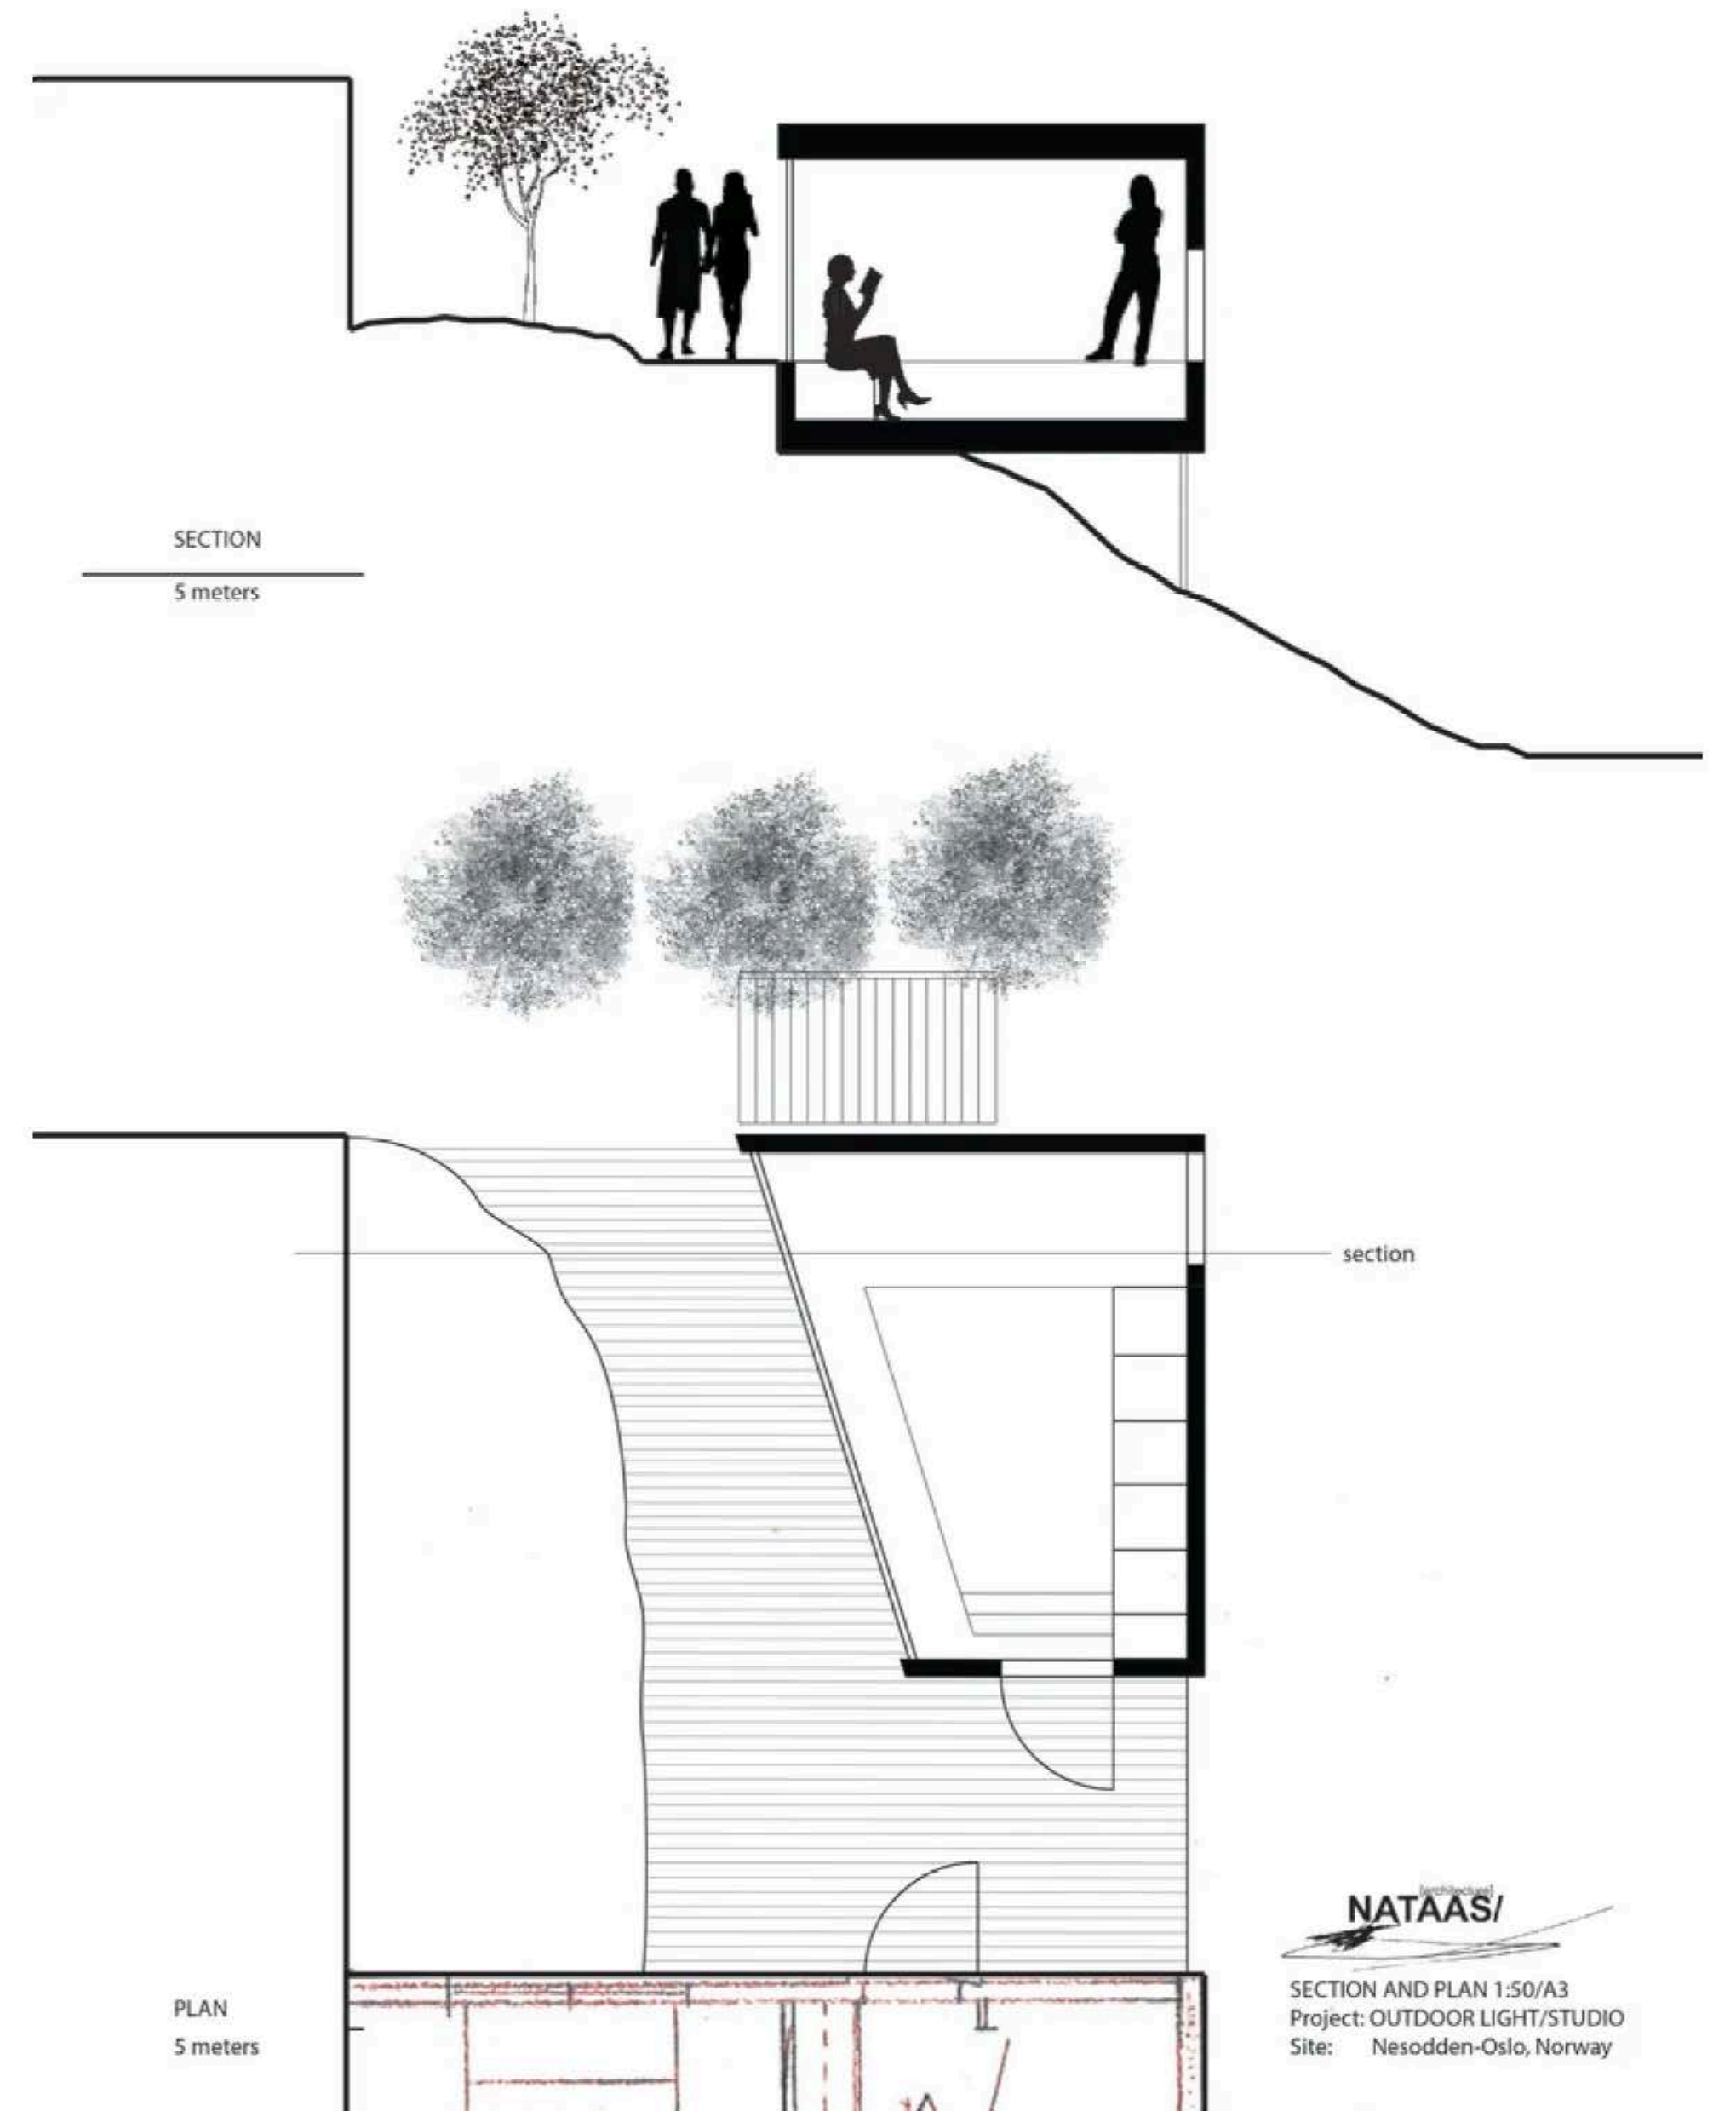 SECTION
5 meters
section
[architecture]
NATAAS/
SECTION AND PLAN 1:50/A3
Project: OUTDOOR LIGHT/STUDIO
Site: Nesodden-Oslo, Norway
PLAN
5 meters